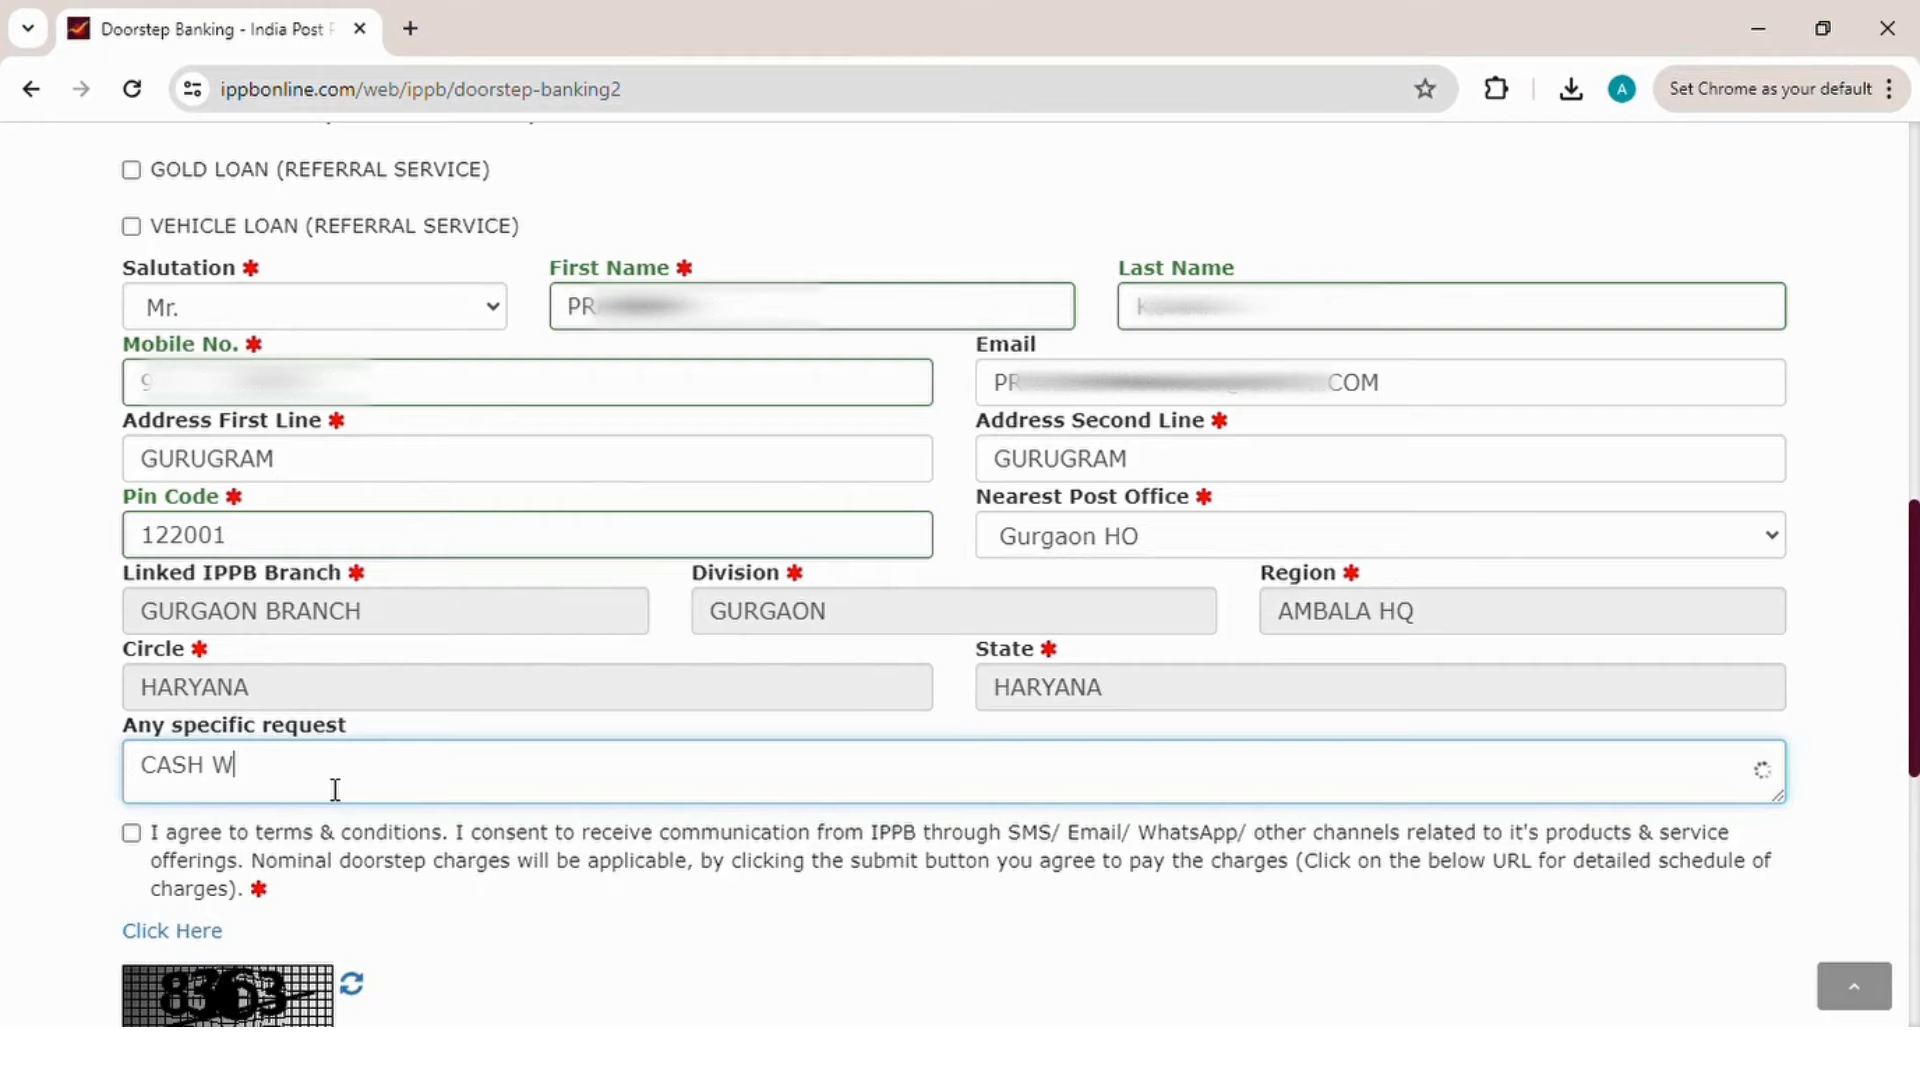 Doorstep Banking - India Post
ippbonline.com/web/ippb/doorstep-banking2
A
Set Chrome as your default
GOLD LOAN (REFERRAL SERVICE)
VEHICLE LOAN (REFERRAL SERVICE)
Salutation *
First Name *
Last Name
Mr.
PR
Mobile No. *
Email
9
PR COM
Address First Line *
Address Second Line *
GURUGRAM
GURUGRAM
Pin Code *
Nearest Post Office *
122001
Gurgaon HO
Linked IPPB Branch *
Division *
Region *
GURGAON BRANCH
GURGAON
AMBALA HQ
Circle *
State *
HARYANA
HARYANA
Any specific request
CASH W
I agree to terms & conditions. I consent to receive communication from IPPB through SMS/ Email/ WhatsApp/ other channels related to it's products & service
offerings. Nominal doorstep charges will be applicable, by clicking the submit button you agree to pay the charges (Click on the below URL for detailed schedule of
charges). *
Click Here